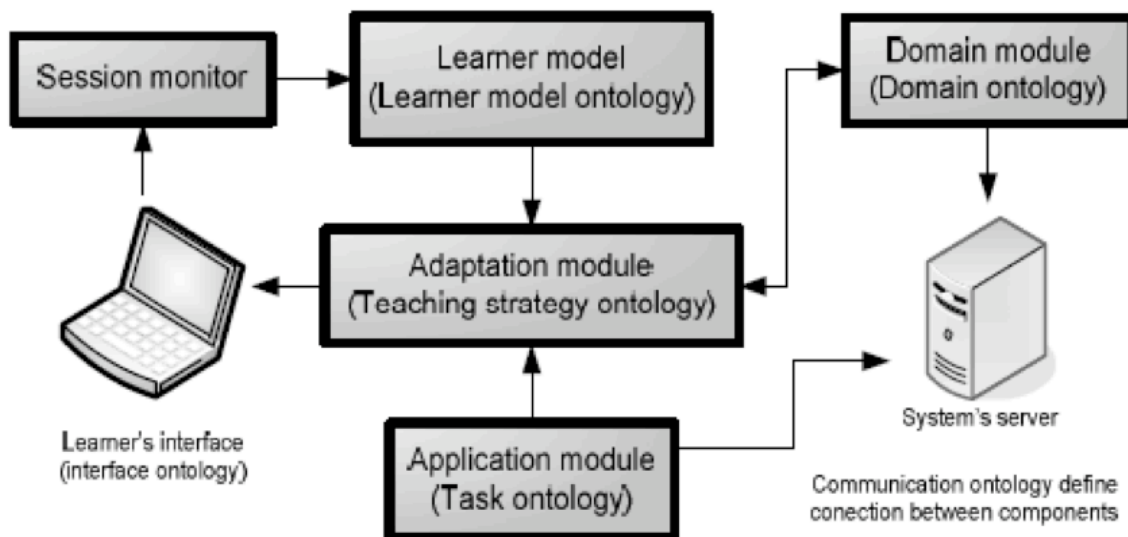 Session monitor
Learner model
(Learner model ontology)
Domain module
(Domain ontology)
Adaptation module
(Teaching strategy ontology)
Learner's interface
(interface ontology)
Application module
(Task ontology)
System's server
Communication ontology define
conection between components